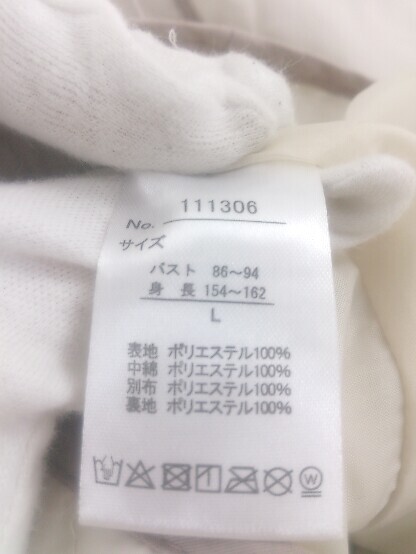 No. 111306
サイズ
バスト 86～94
身長 154～162
L
表地 ポリエステル100%
中綿 ポリエステル100%
別布 ポリエステル100%
裏地 ポリエステル100%
W